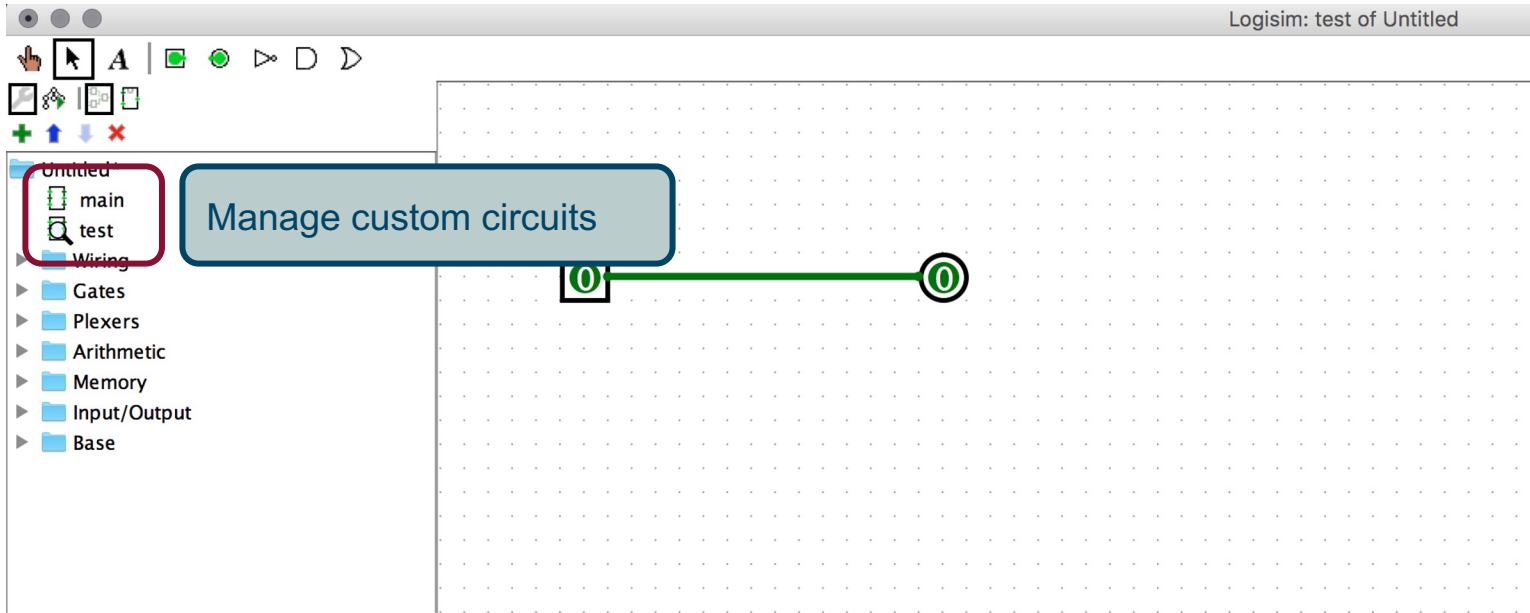 Logisim: test of Untitled
A
Untitled*
main
test
Manage custom circuits
Wiring
Gates
Plexers
Arithmetic
Memory
Input/Output
Base
0
0